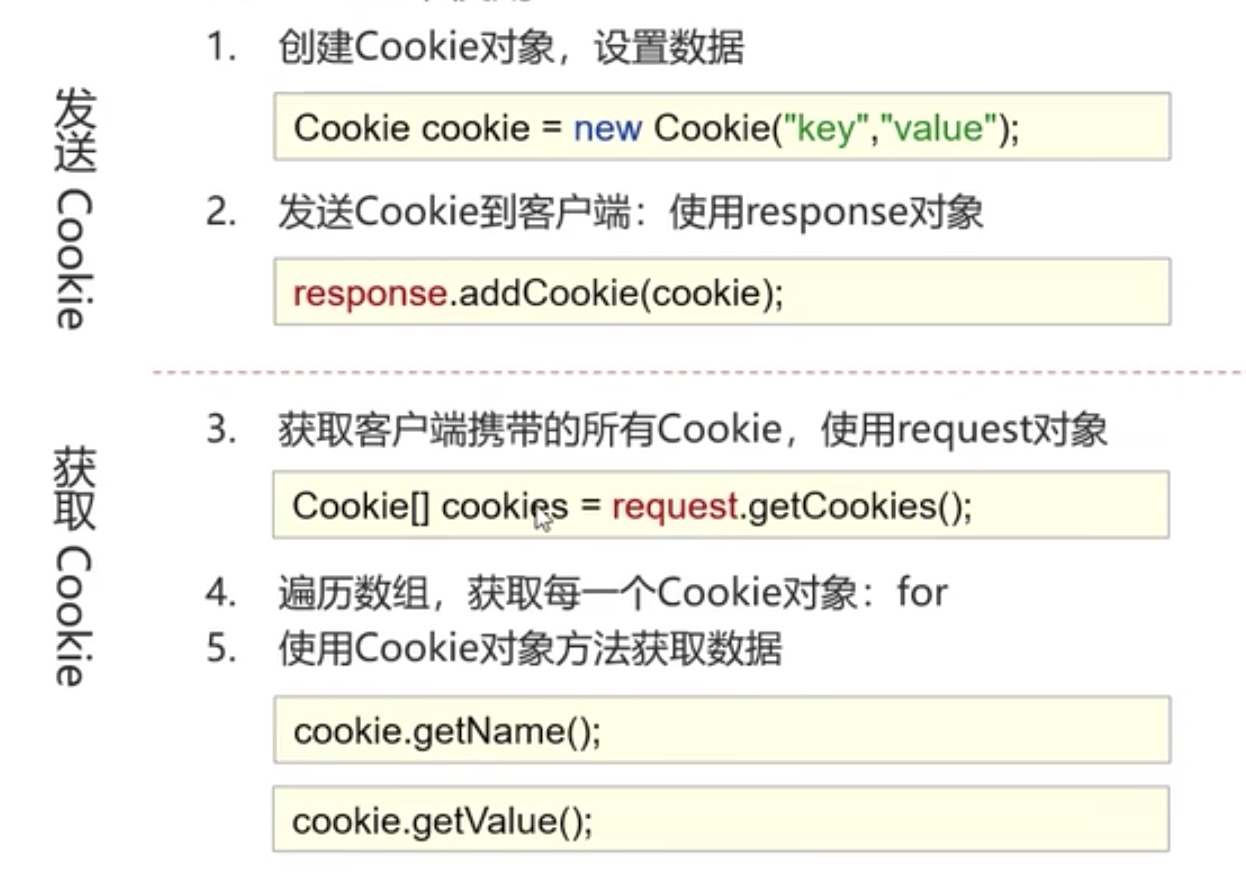 发送 Cookie
1. 创建Cookie对象，设置数据
Cookie cookie = new Cookie("key","value");
2. 发送Cookie到客户端：使用response对象
response.addCookie(cookie);
获取 Cookie
3. 获取客户端携带的所有Cookie，使用request对象
Cookie[] cookies = request.getCookies();
4. 遍历数组，获取每一个Cookie对象：for
5. 使用Cookie对象方法获取数据
cookie.getName();
cookie.getValue();